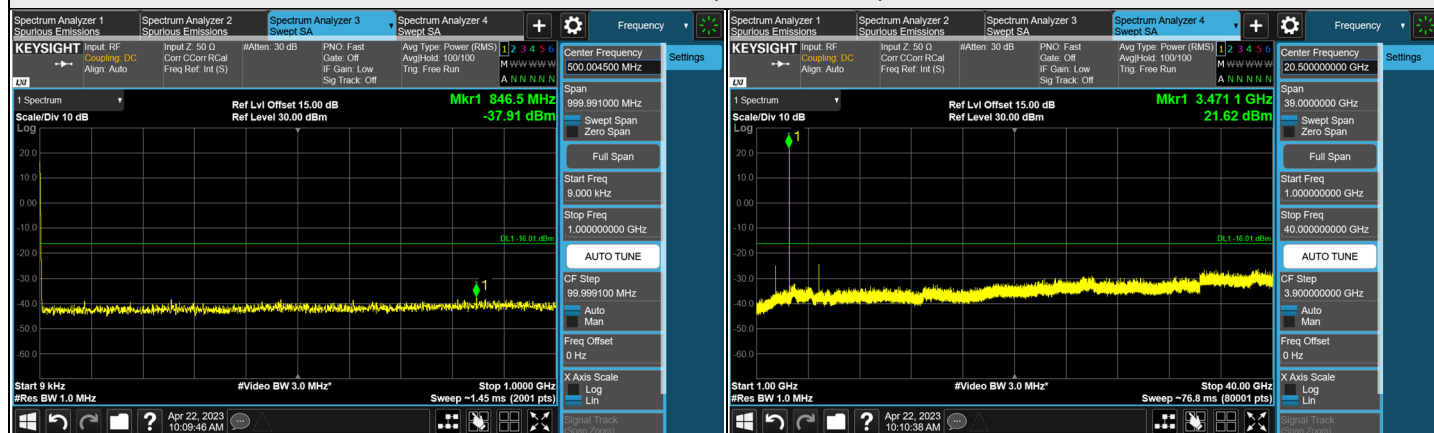 Spectrum Analyzer 1
Spurious Emissions
Spectrum Analyzer 2
Spurious Emissions
Spectrum Analyzer 3
Swept SA
Spectrum Analyzer 4
Swept SA
+
Frequency
KEYSIGHT
LXI
Input: RF
Coupling: DC
Align: Auto
Input Z: 50 Ω
Corr CCorr RCal
Freq Ref: Int (S)
#Atten: 30 dB
PNO: Fast
Gate: Off
IF Gain: Low
Sig Track: Off
Avg Type: Power (RMS)
Avg|Hold: 100/100
Trig: Free Run
1 2 3 4 5 6
M W W W W W
A N N N N N
1 Spectrum
Scale/Div 10 dB
Ref Lvl Offset 15.00 dB
Ref Level 30.00 dBm
Mkr1 846.5 MHz
-37.91 dBm
Log
20.0
10.0
0.00
-10.0
-20.0
-30.0
-40.0
-50.0
-60.0
DL1 -16.01 dBm
1
Start 9 kHz
#Res BW 1.0 MHz
#Video BW 3.0 MHz*
Stop 1.0000 GHz
Sweep ~1.45 ms (2001 pts)
Center Frequency
500.004500 MHz
Span
999.991000 MHz
Swept Span
Zero Span
Full Span
Start Freq
9.000 kHz
Stop Freq
1.000000000 GHz
AUTO TUNE
CF Step
99.999100 MHz
Auto
Man
Freq Offset
0 Hz
X Axis Scale
Log
Lin
Signal Track
(Span Zoom)
Settings
?
Apr 22, 2023
10:09:46 AM
Spectrum Analyzer 1
Spurious Emissions
Spectrum Analyzer 2
Spurious Emissions
Spectrum Analyzer 3
Swept SA
Spectrum Analyzer 4
Swept SA
+
Frequency
KEYSIGHT
LXI
Input: RF
Coupling: DC
Align: Auto
Input Z: 50 Ω
Corr CCorr RCal
Freq Ref: Int (S)
#Atten: 30 dB
PNO: Fast
Gate: Off
IF Gain: Low
Sig Track: Off
Avg Type: Power (RMS)
Avg|Hold: 100/100
Trig: Free Run
1 2 3 4 5 6
M W W W W W
A N N N N N
1 Spectrum
Scale/Div 10 dB
Ref Lvl Offset 15.00 dB
Ref Level 30.00 dBm
Mkr1 3.471 1 GHz
21.62 dBm
Log
20.0
10.0
0.00
-10.0
-20.0
-30.0
-40.0
-50.0
-60.0
DL1 -16.01 dBm
1
Start 1.00 GHz
#Res BW 1.0 MHz
#Video BW 3.0 MHz*
Stop 40.00 GHz
Sweep ~76.8 ms (80001 pts)
Center Frequency
20.500000000 GHz
Span
39.0000000 GHz
Swept Span
Zero Span
Full Span
Start Freq
1.000000000 GHz
Stop Freq
40.000000000 GHz
AUTO TUNE
CF Step
3.900000000 GHz
Auto
Man
Freq Offset
0 Hz
X Axis Scale
Log
Lin
Signal Track
(Span Zoom)
Settings
?
Apr 22, 2023
10:10:38 AM